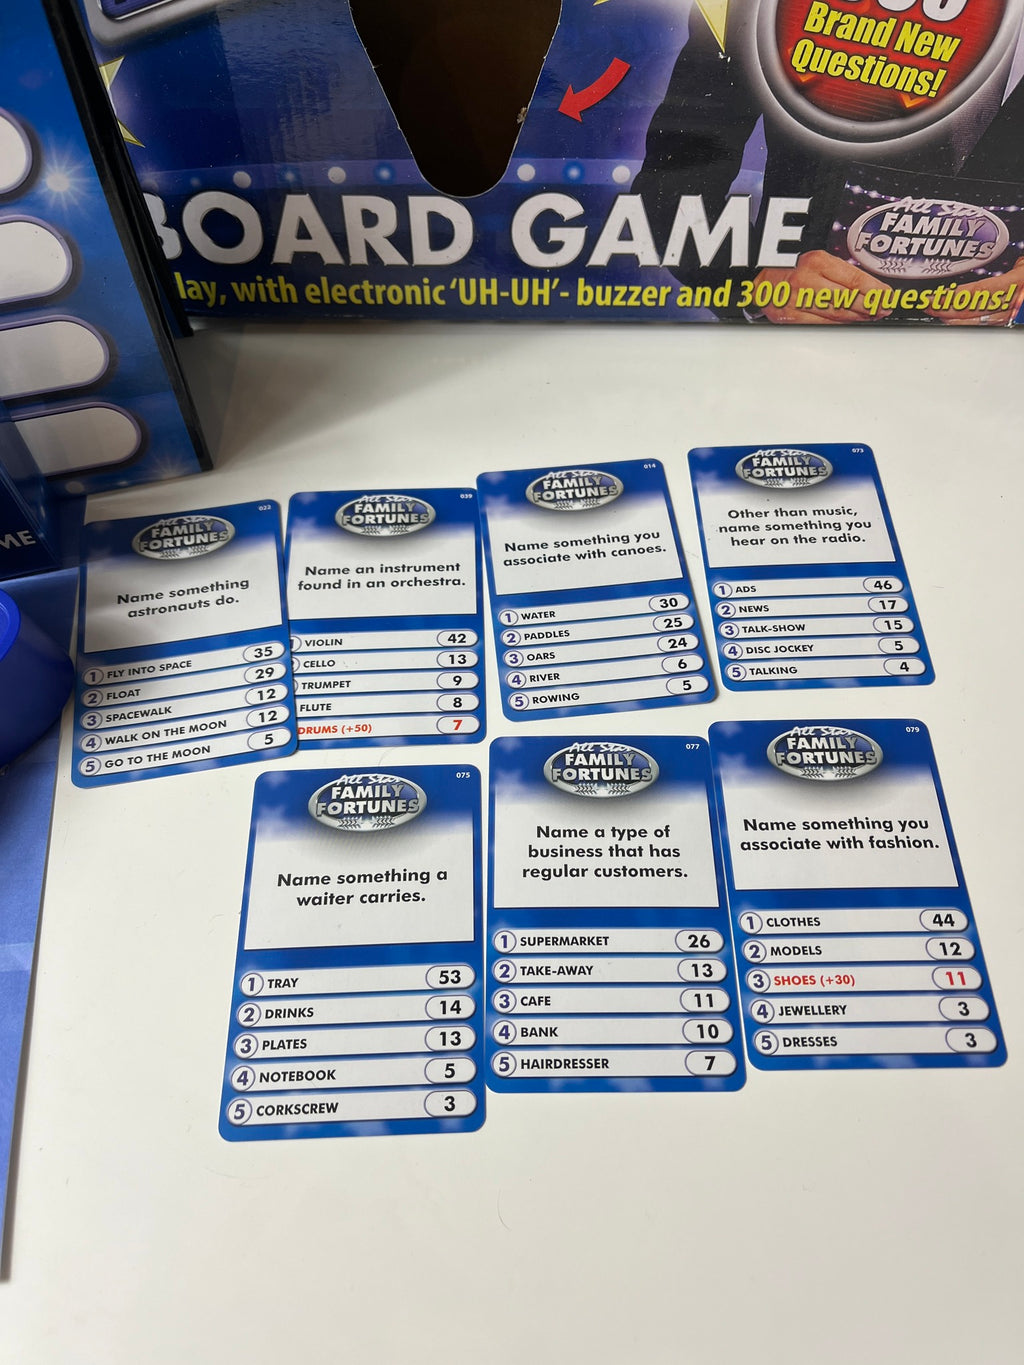 Brand New
Questions!
BOARD GAME
All Star
FAMILY
FORTUNES
lay, with electronic 'UH-UH'- buzzer and 300 new questions!
ME
022
All Star
FAMILY
FORTUNES
Name something
astronauts do.
1 FLY INTO SPACE 35
2 FLOAT 29
3 SPACEWALK 12
4 WALK ON THE MOON 12
5 GO TO THE MOON 5
039
All Star
FAMILY
FORTUNES
Name an instrument
found in an orchestra.
VIOLIN 42
CELLO 13
TRUMPET 9
FLUTE 8
DRUMS (+50) 7
014
All Star
FAMILY
FORTUNES
Name something you
associate with canoes.
1 WATER 30
2 PADDLES 25
3 OARS 24
4 RIVER 6
5 ROWING 5
073
All Star
FAMILY
FORTUNES
Other than music,
name something you
hear on the radio.
1 ADS 46
2 NEWS 17
3 TALK-SHOW 15
4 DISC JOCKEY 5
5 TALKING 4
075
All Star
FAMILY
FORTUNES
Name something a
waiter carries.
1 TRAY 53
2 DRINKS 14
3 PLATES 13
4 NOTEBOOK 5
5 CORKSCREW 3
077
All Star
FAMILY
FORTUNES
Name a type of
business that has
regular customers.
1 SUPERMARKET 26
2 TAKE-AWAY 13
3 CAFE 11
4 BANK 10
5 HAIRDRESSER 7
079
All Star
FAMILY
FORTUNES
Name something you
associate with fashion.
1 CLOTHES 44
2 MODELS 12
3 SHOES (+30) 11
4 JEWELLERY 3
5 DRESSES 3